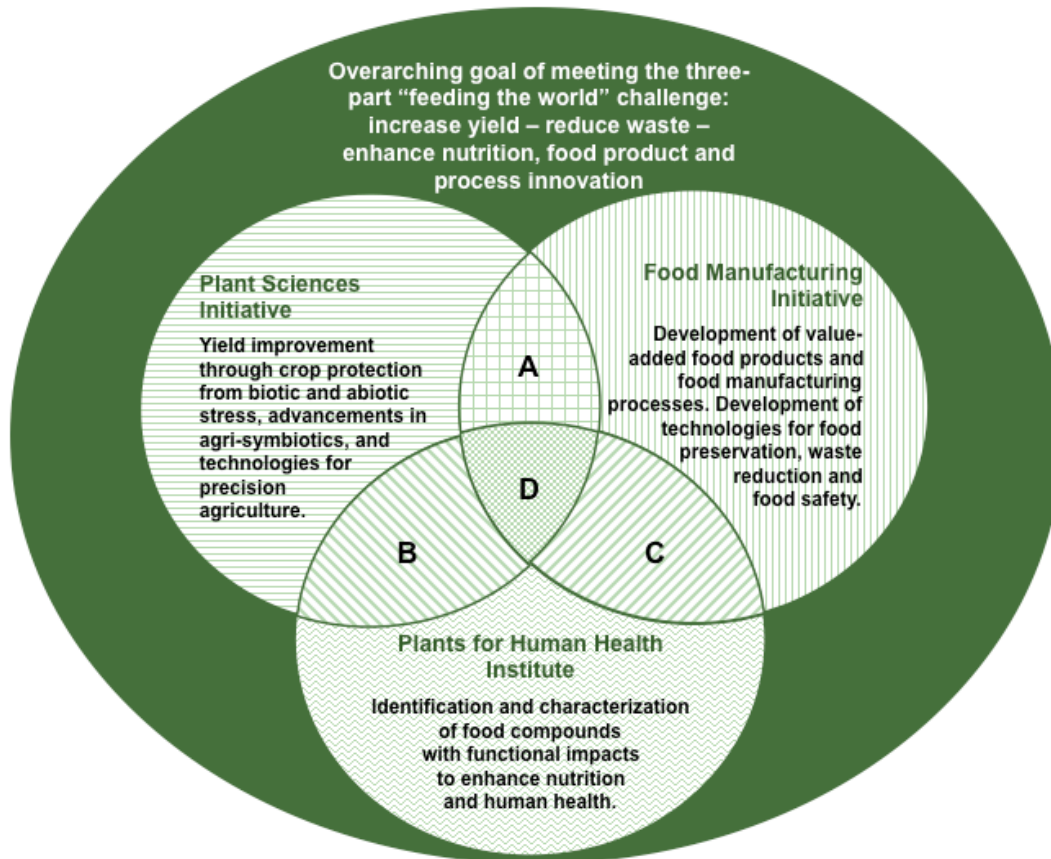 Overarching goal of meeting the three-
part “feeding the world” challenge:
increase yield – reduce waste –
enhance nutrition, food product and
process innovation
Plant Sciences
Initiative
Yield improvement
through crop protection
from biotic and abiotic
stress, advancements in
agri-symbiotics, and
technologies for
precision
agriculture.
Food Manufacturing
Initiative
Development of value-
added food products and
food manufacturing
processes. Development of
technologies for food
preservation, waste
reduction and
food safety.
A
D
B
C
Plants for Human Health
Institute
Identification and characterization
of food compounds
with functional impacts
to enhance nutrition
and human health.